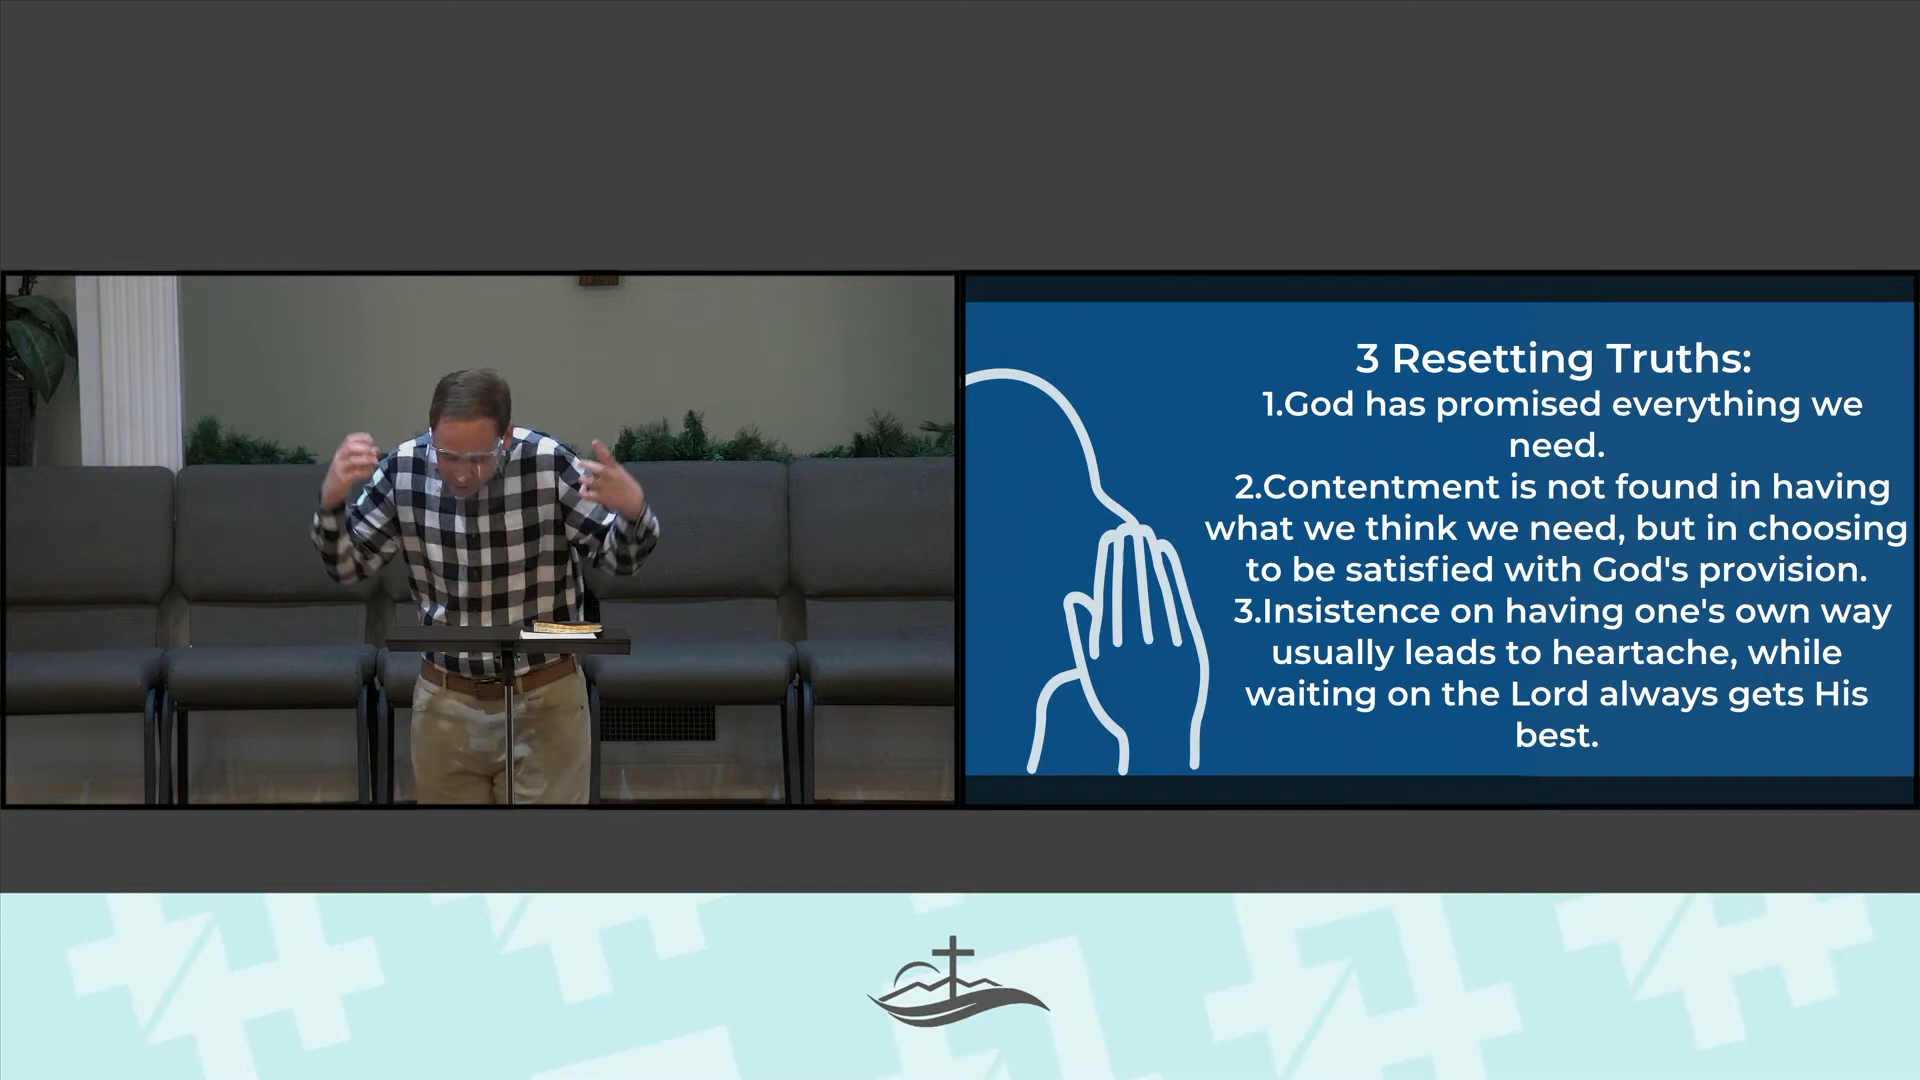 3 Resetting Truths:
1.God has promised everything we
need.
2.Contentment is not found in having
what we think we need, but in choosing
to be satisfied with God's provision.
3.Insistence on having one's own way
usually leads to heartache, while
waiting on the Lord always gets His
best.